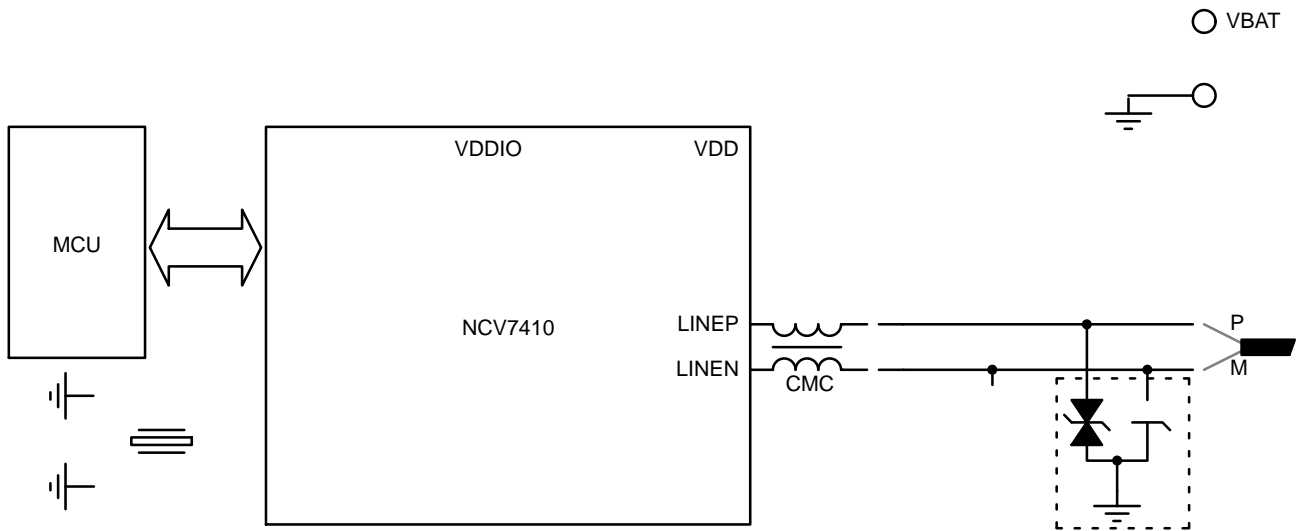 VBAT
VDDIO
VDD
MCU
NCV7410
LINEP
LINEN
CMC
P
M